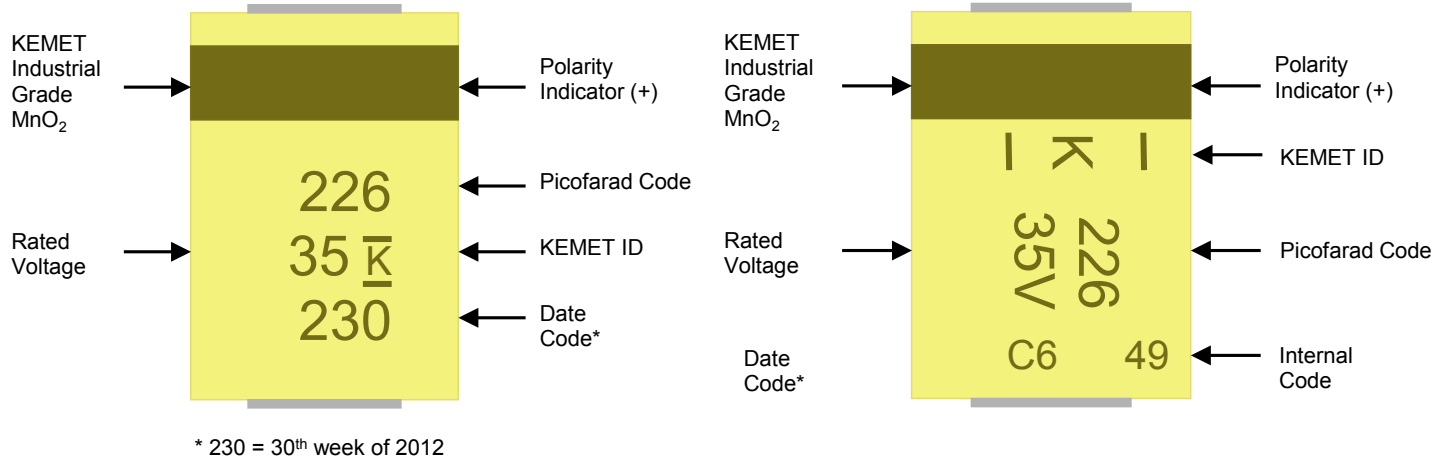 KEMET
Industrial
Grade
MnO₂
Polarity
Indicator (+)
226
Picofarad Code
Rated
Voltage
35 K
KEMET ID
230
Date
Code*
* 230 = 30th week of 2012
KEMET
Industrial
Grade
MnO₂
Polarity
Indicator (+)
K
KEMET ID
Rated
Voltage
226
35V
Picofarad Code
Date
Code*
C6 49
Internal
Code